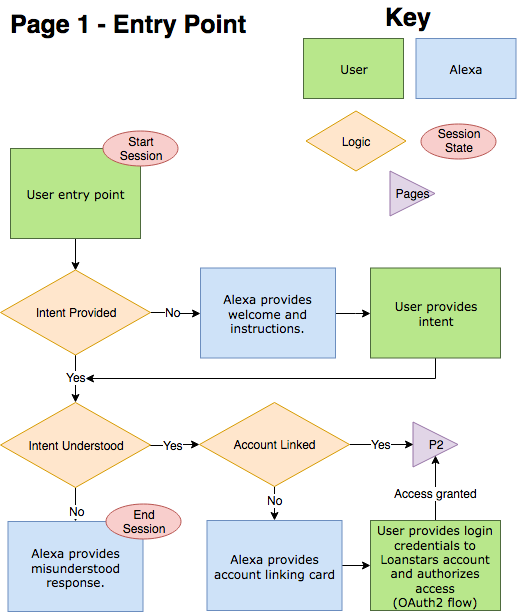 Page 1 - Entry Point
Key
User
Alexa
Logic
Session
State
Pages
Start
Session
User entry point
Intent Provided
No
Alexa provides
welcome and
instructions.
User provides
intent
Yes
Intent Understood
Yes
Account Linked
Yes
P2
No
End
Session
Alexa provides
misunderstood
response.
No
Alexa provides
account linking card
Access granted
User provides login
credentials to
Loanstars account
and authorizes
access
(OAuth2 flow)